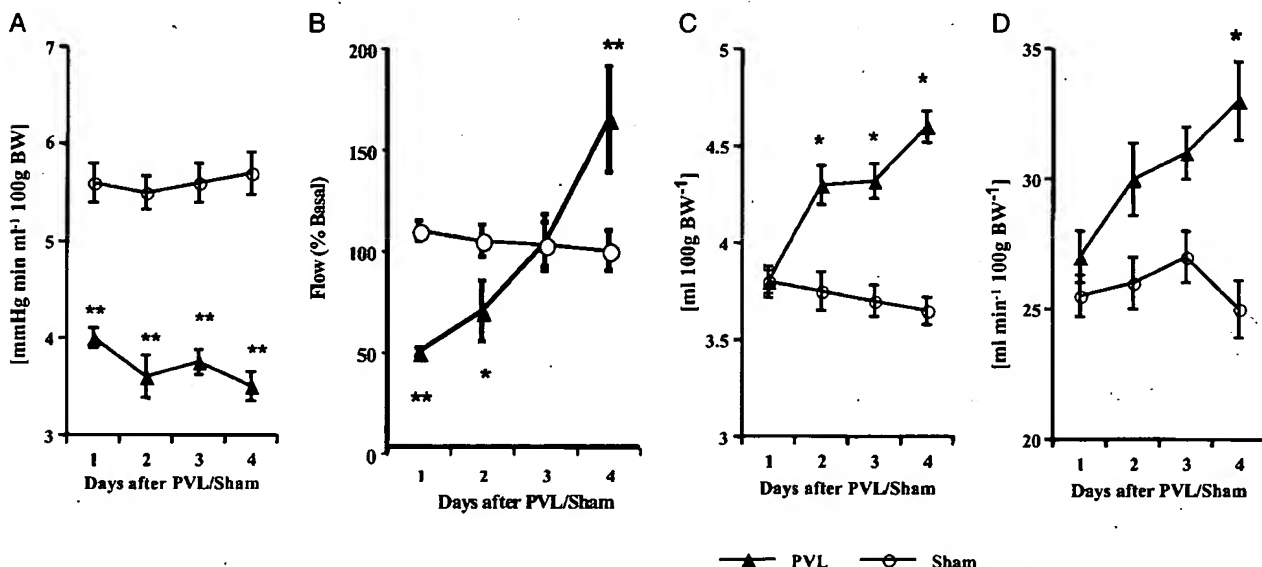 A
B
C
D
[mmHg min ml⁻¹ 100g BW]
7
6
5
4
3
**
**
**
**
1 2 3 4
Days after PVL/Sham
Flow (% Basal)
200
150
100
50
0
**
*
**
1 2 3 4
Days after PVL/Sham
[ml 100g BW⁻¹]
5
4.5
4
3.5
3
*
*
*
1 2 3 4
Days after PVL/Sham
[ml min⁻¹ 100g BW⁻¹]
35
30
25
20
*
1 2 3 4
Days after PVL/Sham
PVL Sham